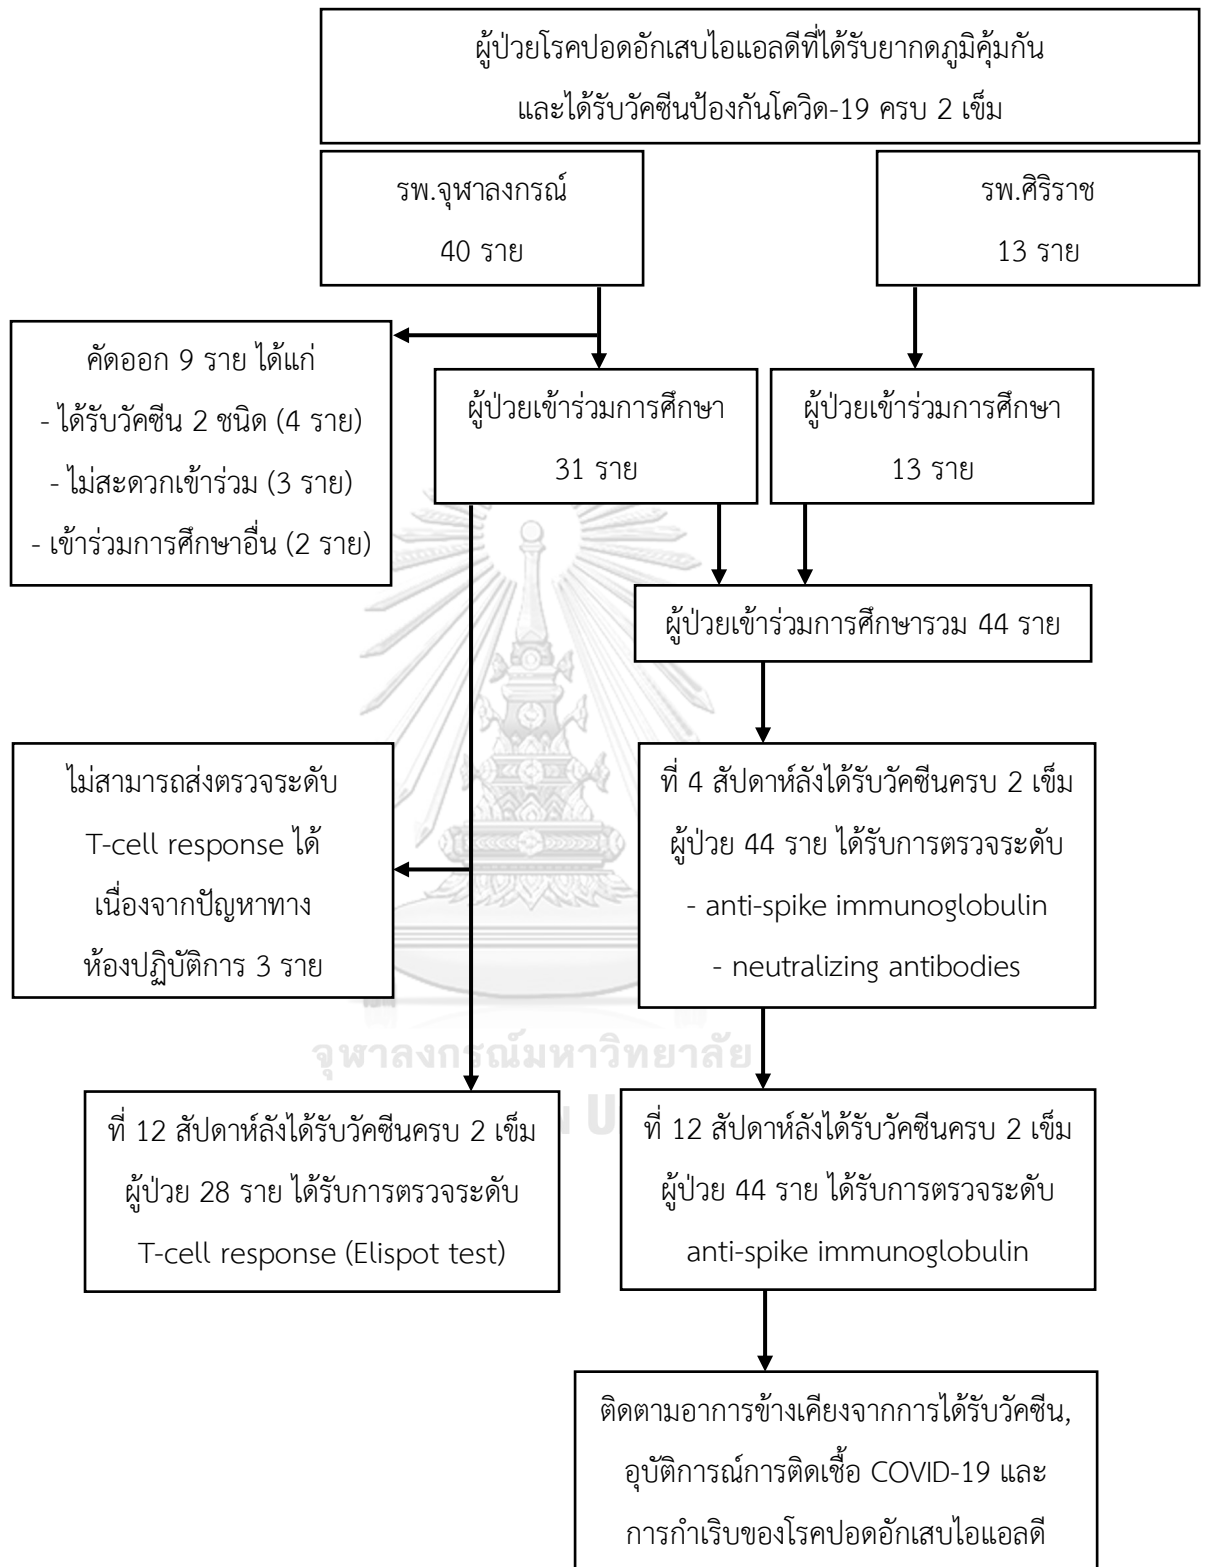 ผู้ป่วยโรคปอดอักเสบไอแอลดีที่ได้รับยากดภูมิคุ้มกัน
และได้รับวัคซีนป้องกันโควิด-19 ครบ 2 เข็ม
รพ.จุฬาลงกรณ์
40 ราย
รพ.ศิริราช
13 ราย
คัดออก 9 ราย ได้แก่
- ได้รับวัคซีน 2 ชนิด (4 ราย)
- ไม่สะดวกเข้าร่วม (3 ราย)
- เข้าร่วมการศึกษาอื่น (2 ราย)
ผู้ป่วยเข้าร่วมการศึกษา
31 ราย
ผู้ป่วยเข้าร่วมการศึกษา
13 ราย
ผู้ป่วยเข้าร่วมการศึกษารวม 44 ราย
ไม่สามารถส่งตรวจระดับ
T-cell response ได้
เนื่องจากปัญหาทาง
ห้องปฏิบัติการ 3 ราย
ที่ 4 สัปดาห์ลังได้รับวัคซีนครบ 2 เข็ม
ผู้ป่วย 44 ราย ได้รับการตรวจระดับ
- anti-spike immunoglobulin
- neutralizing antibodies
จุฬาลงกรณ์มหาวิทยาลัย
ที่ 12 สัปดาห์ลังได้รับวัคซีนครบ 2 เข็ม
ผู้ป่วย 28 ราย ได้รับการตรวจระดับ
T-cell response (Elispot test)
ที่ 12 สัปดาห์ลังได้รับวัคซีนครบ 2 เข็ม
ผู้ป่วย 44 ราย ได้รับการตรวจระดับ
anti-spike immunoglobulin
ติดตามอาการข้างเคียงจากการได้รับวัคซีน,
อุบัติการณ์การติดเชื้อ COVID-19 และ
การกำเริบของโรคปอดอักเสบไอแอลดี